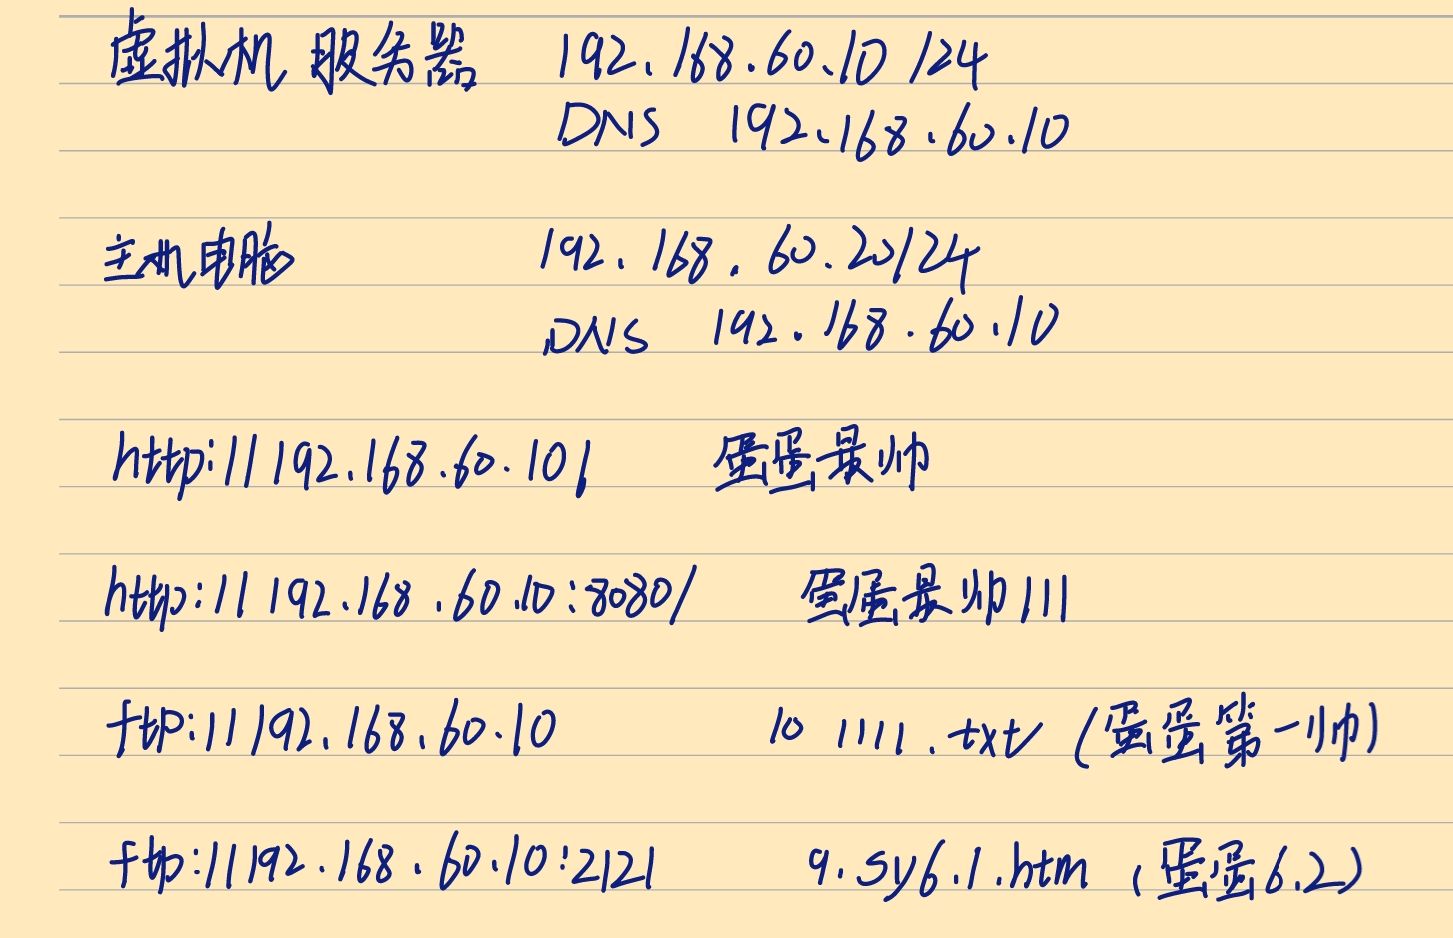 虚拟机 服务器 192.168.60.10/24
DNS 192.168.60.10
主机电脑 192.168.60.20/24
DNS 192.168.60.10
http://192.168.60.10/ 蛋蛋最帅
http://192.168.60.10:8080/ 蛋蛋最帅111
ftp://192.168.60.10 10 1111.txt (蛋蛋第一帅)
ftp://192.168.60.10:2121 9.sy6.1.htm (蛋蛋6.2)